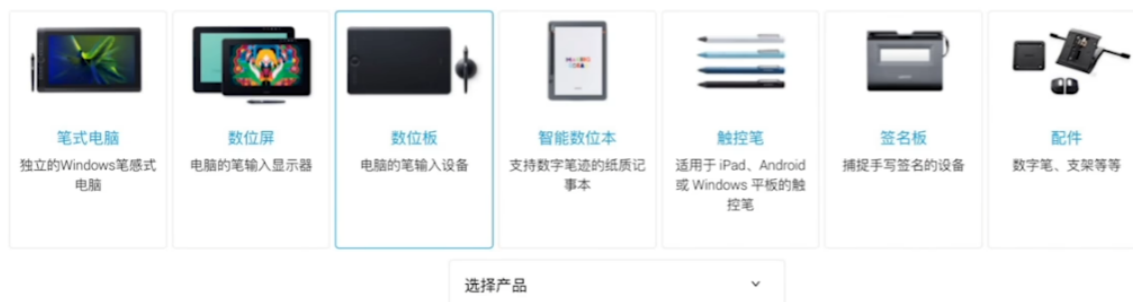 笔式电脑
独立的Windows笔感式
电脑
数位屏
电脑的笔输入显示器
数位板
电脑的笔输入设备
智能数位本
支持数字笔迹的纸质记
事本
触控笔
适用于 iPad、Android
或 Windows 平板的触
控笔
签名板
捕捉手写签名的设备
配件
数字笔、支架等等
选择产品